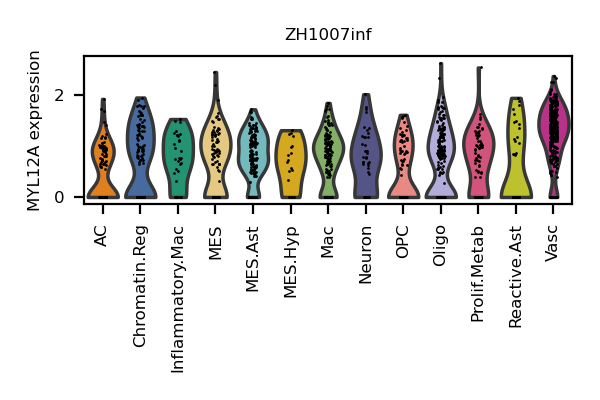 ZH1007inf
MYL12A expression
2
0
AC
Chromatin.Reg
Inflammatory.Mac
MES
MES.Ast
MES.Hyp
Mac
Neuron
OPC
Oligo
Prolif.Metab
Reactive.Ast
Vasc